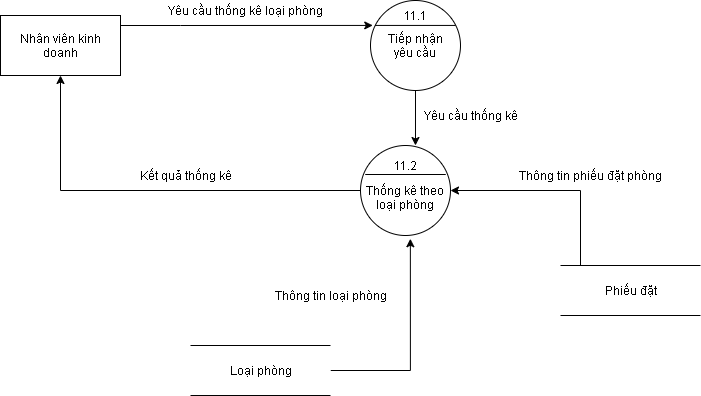 Yêu cầu thống kê loại phòng
11.1
Nhân viên kinh
doanh
Tiếp nhận
yêu cầu
Yêu cầu thống kê
11.2
Kết quả thống kê
Thông tin phiếu đặt phòng
Thống kê theo
loại phòng
Phiếu đặt
Thông tin loại phòng
Loại phòng